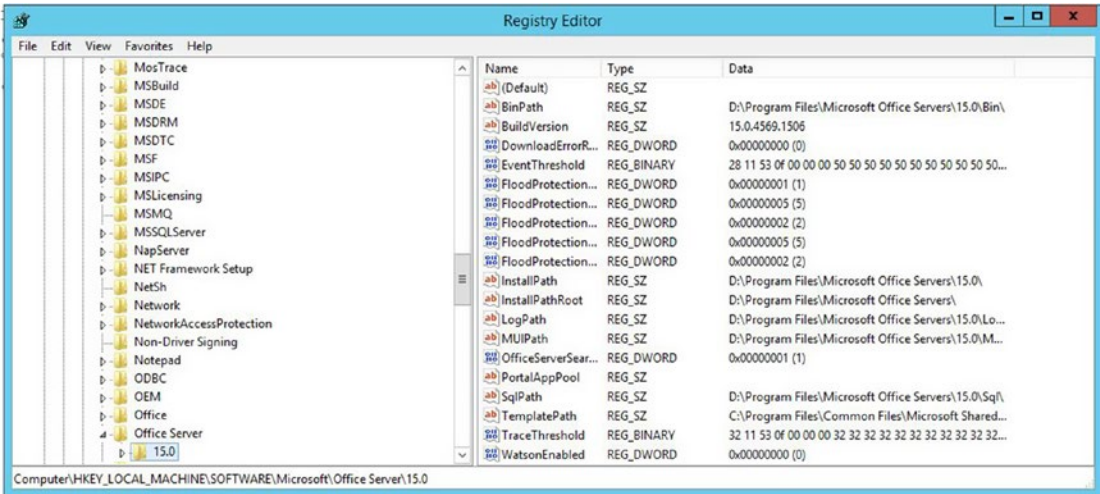 Registry Editor
File Edit View Favorites Help
MosTrace
MSBuild
MSDE
MSDRM
MSDTC
MSF
MSIPC
MSLicensing
MSMQ
MSSQLServer
NapServer
NET Framework Setup
NetSh
Network
NetworkAccessProtection
Non-Driver Signing
Notepad
ODBC
OEM
Office
Office Server
15.0
Name Type Data
(Default) REG_SZ
BinPath REG_SZ D:\Program Files\Microsoft Office Servers\15.0\Bin\
BuildVersion REG_SZ 15.0.4569.1506
DownloadErrorR... REG_DWORD 0x00000000 (0)
EventThreshold REG_BINARY 28 11 53 0f 00 00 00 50 50 50 50 50 50 50 50 50 50 50...
FloodProtection... REG_DWORD 0x00000001 (1)
FloodProtection... REG_DWORD 0x00000005 (5)
FloodProtection... REG_DWORD 0x00000002 (2)
FloodProtection... REG_DWORD 0x00000005 (5)
FloodProtection... REG_DWORD 0x00000002 (2)
InstallPath REG_SZ D:\Program Files\Microsoft Office Servers\15.0\
InstallPathRoot REG_SZ D:\Program Files\Microsoft Office Servers\
LogPath REG_SZ D:\Program Files\Microsoft Office Servers\15.0\Lo...
MUIPath REG_SZ D:\Program Files\Microsoft Office Servers\15.0\M...
OfficeServerSear... REG_DWORD 0x00000001 (1)
PortalAppPool REG_SZ
SqlPath REG_SZ D:\Program Files\Microsoft Office Servers\15.0\Sql\
TemplatePath REG_SZ C:\Program Files\Common Files\Microsoft Shared...
TraceThreshold REG_BINARY 32 11 53 0f 00 00 00 32 32 32 32 32 32 32 32 32 32 32...
WatsonEnabled REG_DWORD 0x00000000 (0)
Computer\HKEY_LOCAL_MACHINE\SOFTWARE\Microsoft\Office Server\15.0